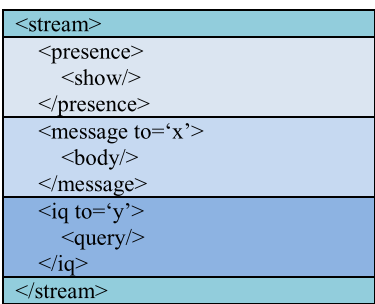 <stream>
<presence>
<show/>
</presence>
<message to=‘x’>
<body/>
</message>
<iq to=‘y’>
<query/>
</iq>
</stream>